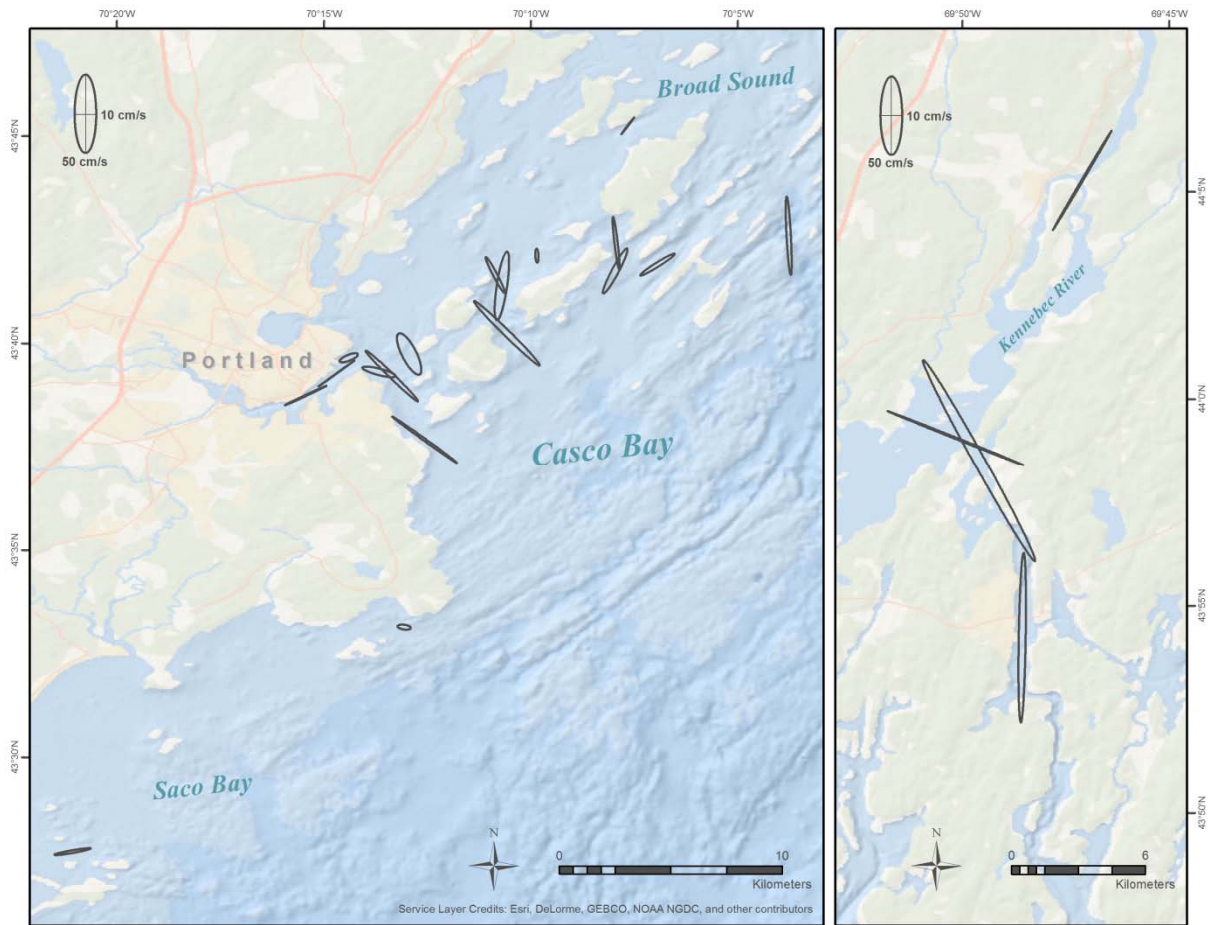 70°20'W
70°15'W
70°10'W
70°5'W
69°50'W
69°45'W
Broad Sound
10 cm/s
50 cm/s
10 cm/s
50 cm/s
43°45'N
44°5'N
Kennebec River
43°40'N
Portland
44°0'N
Casco Bay
43°35'N
43°55'N
43°30'N
Saco Bay
43°50'N
N
0 10
Kilometers
N
0 6
Kilometers
Service Layer Credits: Esri, DeLorme, GEBCO, NOAA NGDC, and other contributors